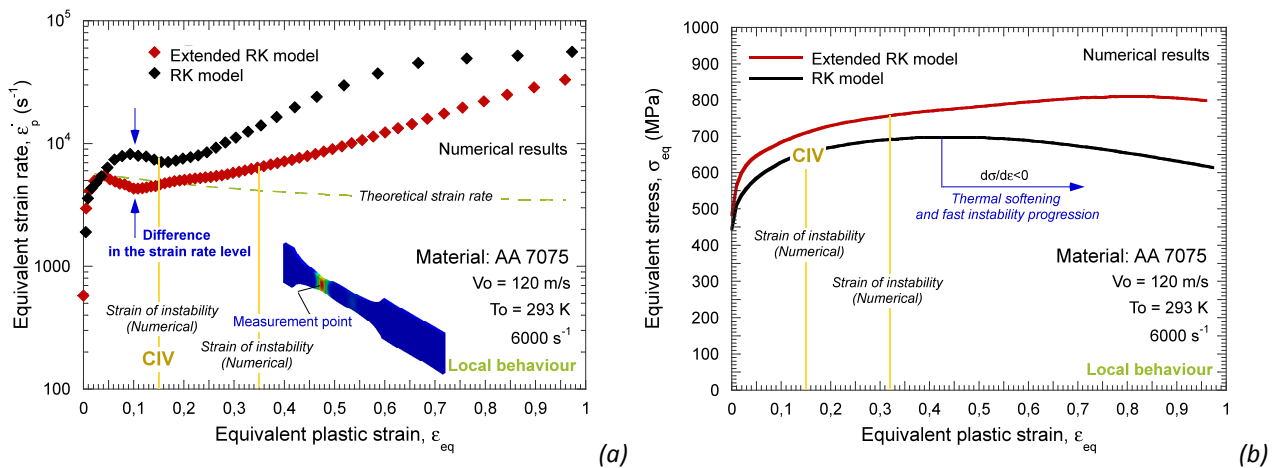 10^5
10^4
1000
100
Equivalent strain rate, ε̇p (s⁻¹)
Extended RK model
RK model
Numerical results
Theoretical strain rate
Difference
in the strain rate level
Strain of instability
(Numerical)
CIV
Measurement point
Strain of instability
(Numerical)
Material: AA 7075
Vo = 120 m/s
To = 293 K
6000 s⁻¹
Local behaviour
0 0,1 0,2 0,3 0,4 0,5 0,6 0,7 0,8 0,9 1
Equivalent plastic strain, εeq
(a)
1000
900
800
700
600
500
400
300
200
100
0
Equivalent stress, σeq (MPa)
Extended RK model
RK model
Numerical results
CIV
dσ/dε<0
Thermal softening
and fast instability progression
Strain of instability
(Numerical)
Strain of instability
(Numerical)
Material: AA 7075
Vo = 120 m/s
To = 293 K
6000 s⁻¹
Local behaviour
0 0,1 0,2 0,3 0,4 0,5 0,6 0,7 0,8 0,9 1
Equivalent plastic strain, εeq
(b)